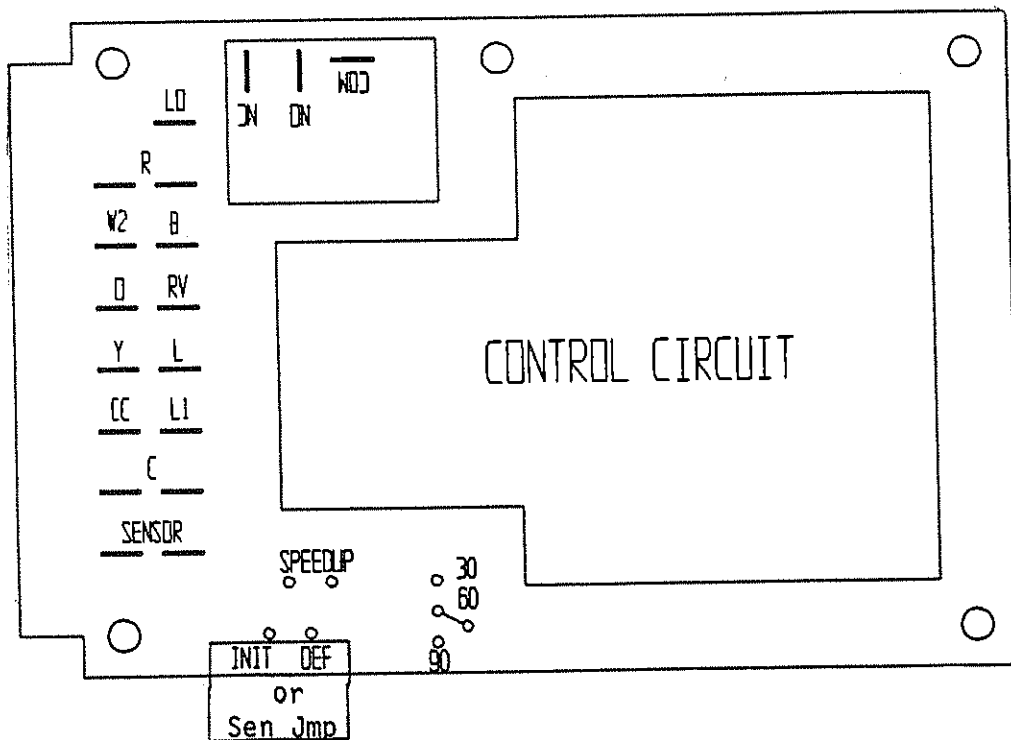 LO
NC NO COM
R
W2 B
O RV
Y L
CC L1
C
SENSOR
CONTROL CIRCUIT
SPEEDUP
30
60
90
INIT DEF
or
Sen Jmp